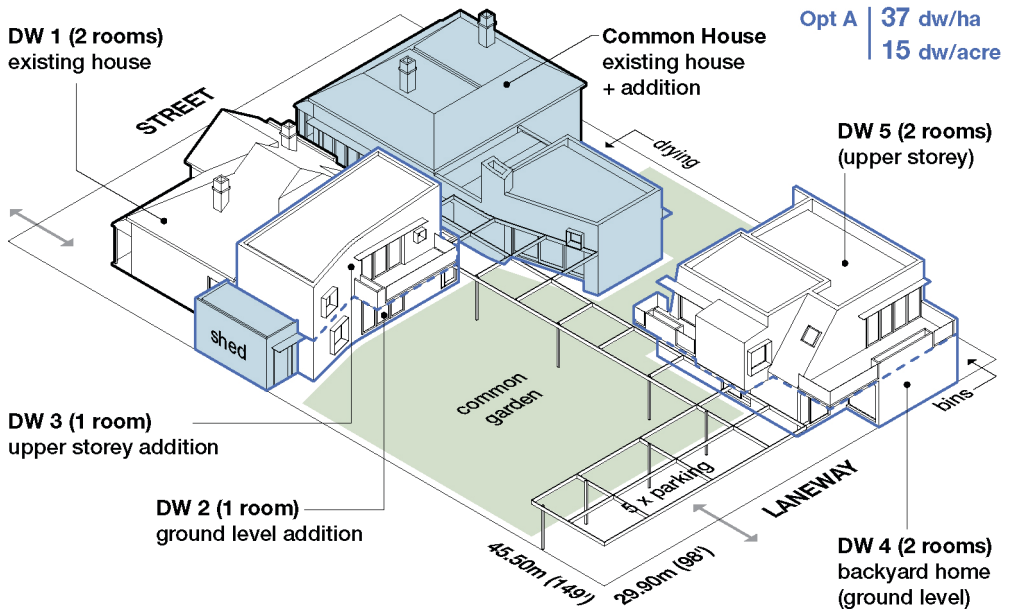 Opt A
37 dw/ha
15 dw/acre
DW 1 (2 rooms)
existing house
STREET
Common House
existing house
+ addition
drying
DW 5 (2 rooms)
(upper storey)
shed
common
garden
DW 3 (1 room)
upper storey addition
DW 2 (1 room)
ground level addition
5 x parking
LANEWAY
bins
45.50m (149')
29.90m (98')
DW 4 (2 rooms)
backyard home
(ground level)